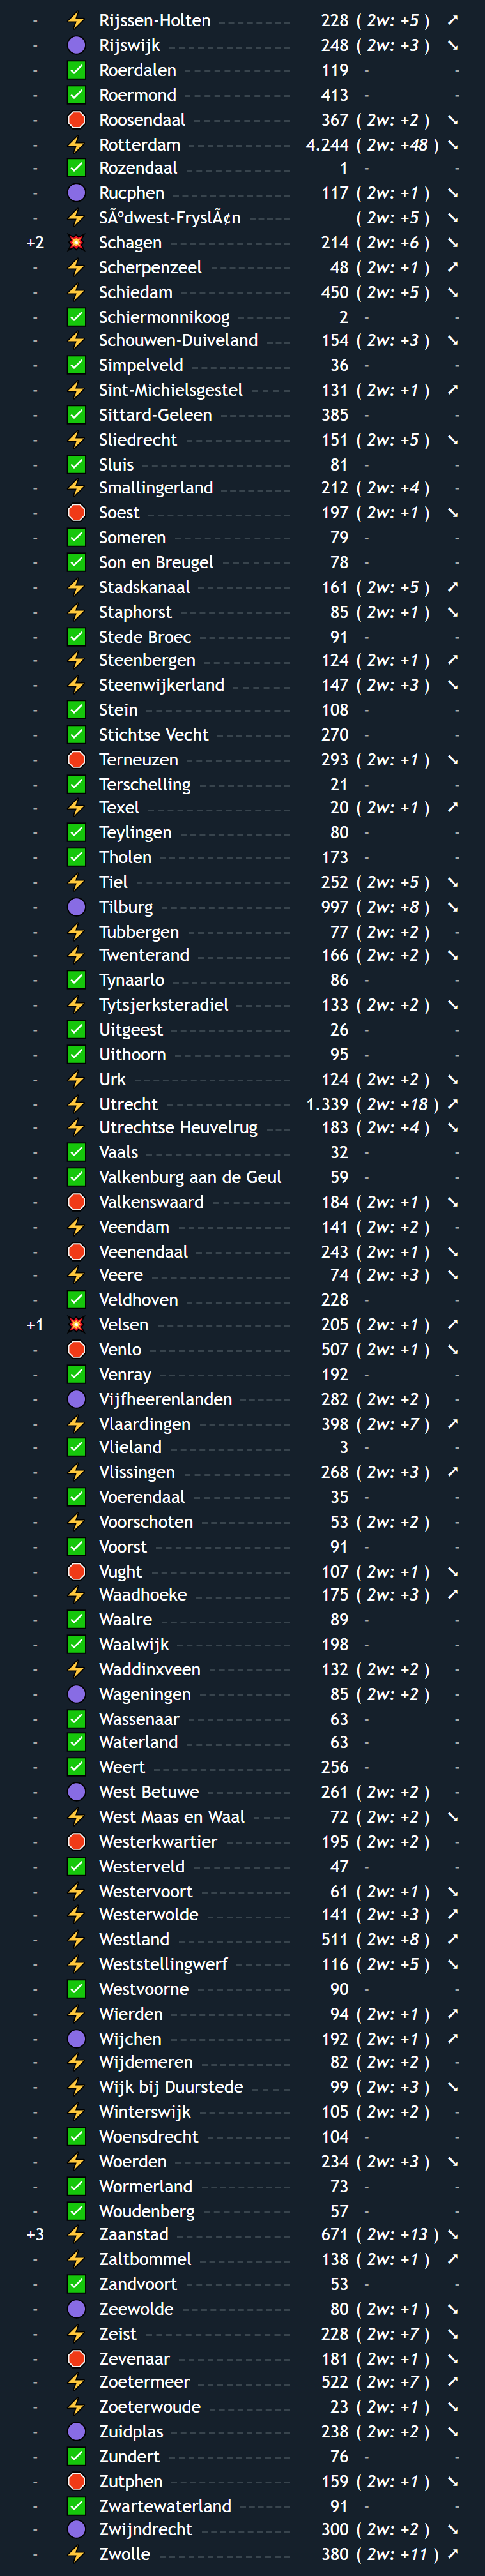 - Rijssen-Holten 228 ( 2w: +5 )
- Rijswijk 248 ( 2w: +3 )
- Roerdalen 119 - -
- Roermond 413 - -
- Roosendaal 367 ( 2w: +2 )
- Rotterdam 4.244 ( 2w: +48 )
- Rozendaal 1 - -
- Rucphen 117 ( 2w: +1 )
- SÃºdwest-FryslÃ¢n ( 2w: +5 )
+2 Schagen 214 ( 2w: +6 )
- Scherpenzeel 48 ( 2w: +1 )
- Schiedam 450 ( 2w: +5 )
- Schiermonnikoog 2 - -
- Schouwen-Duiveland 154 ( 2w: +3 )
- Simpelveld 36 - -
- Sint-Michielsgestel 131 ( 2w: +1 )
- Sittard-Geleen 385 - -
- Sliedrecht 151 ( 2w: +5 )
- Sluis 81 - -
- Smallingerland 212 ( 2w: +4 ) -
- Soest 197 ( 2w: +1 )
- Someren 79 - -
- Son en Breugel 78 - -
- Stadskanaal 161 ( 2w: +5 )
- Staphorst 85 ( 2w: +1 )
- Stede Broec 91 - -
- Steenbergen 124 ( 2w: +1 )
- Steenwijkerland 147 ( 2w: +3 )
- Stein 108 - -
- Stichtse Vecht 270 - -
- Terneuzen 293 ( 2w: +1 )
- Terschelling 21 - -
- Texel 20 ( 2w: +1 )
- Teylingen 80 - -
- Tholen 173 - -
- Tiel 252 ( 2w: +5 )
- Tilburg 997 ( 2w: +8 )
- Tubbergen 77 ( 2w: +2 ) -
- Twenterand 166 ( 2w: +2 )
- Tynaarlo 86 - -
- Tytsjerksteradiel 133 ( 2w: +2 )
- Uitgeest 26 - -
- Uithoorn 95 - -
- Urk 124 ( 2w: +2 )
- Utrecht 1.339 ( 2w: +18 )
- Utrechtse Heuvelrug 183 ( 2w: +4 )
- Vaals 32 - -
- Valkenburg aan de Geul 59 - -
- Valkenswaard 184 ( 2w: +1 )
- Veendam 141 ( 2w: +2 ) -
- Veenendaal 243 ( 2w: +1 )
- Veere 74 ( 2w: +3 )
- Veldhoven 228 - -
+1 Velsen 205 ( 2w: +1 )
- Venlo 507 ( 2w: +1 )
- Venray 192 - -
- Vijfheerenlanden 282 ( 2w: +2 ) -
- Vlaardingen 398 ( 2w: +7 )
- Vlieland 3 - -
- Vlissingen 268 ( 2w: +3 )
- Voerendaal 35 - -
- Voorschoten 53 ( 2w: +2 ) -
- Voorst 91 - -
- Vught 107 ( 2w: +1 )
- Waadhoeke 175 ( 2w: +3 )
- Waalre 89 - -
- Waalwijk 198 - -
- Waddinxveen 132 ( 2w: +2 ) -
- Wageningen 85 ( 2w: +2 ) -
- Wassenaar 63 - -
- Waterland 63 - -
- Weert 256 - -
- West Betuwe 261 ( 2w: +2 ) -
- West Maas en Waal 72 ( 2w: +2 )
- Westerkwartier 195 ( 2w: +2 ) -
- Westerveld 47 - -
- Westervoort 61 ( 2w: +1 )
- Westerwolde 141 ( 2w: +3 )
- Westland 511 ( 2w: +8 )
- Weststellingwerf 116 ( 2w: +5 )
- Westvoorne 90 - -
- Wierden 94 ( 2w: +1 )
- Wijchen 192 ( 2w: +1 )
- Wijdemeren 82 ( 2w: +2 ) -
- Wijk bij Duurstede 99 ( 2w: +3 )
- Winterswijk 105 ( 2w: +2 ) -
- Woensdrecht 104 - -
- Woerden 234 ( 2w: +3 )
- Wormerland 73 - -
- Woudenberg 57 - -
+3 Zaanstad 671 ( 2w: +13 )
- Zaltbommel 138 ( 2w: +1 )
- Zandvoort 53 - -
- Zeewolde 80 ( 2w: +1 )
- Zeist 228 ( 2w: +7 )
- Zevenaar 181 ( 2w: +1 )
- Zoetermeer 522 ( 2w: +7 )
- Zoeterwoude 23 ( 2w: +1 )
- Zuidplas 238 ( 2w: +2 )
- Zundert 76 - -
- Zutphen 159 ( 2w: +1 )
- Zwartewaterland 91 - -
- Zwijndrecht 300 ( 2w: +2 )
- Zwolle 380 ( 2w: +11 )